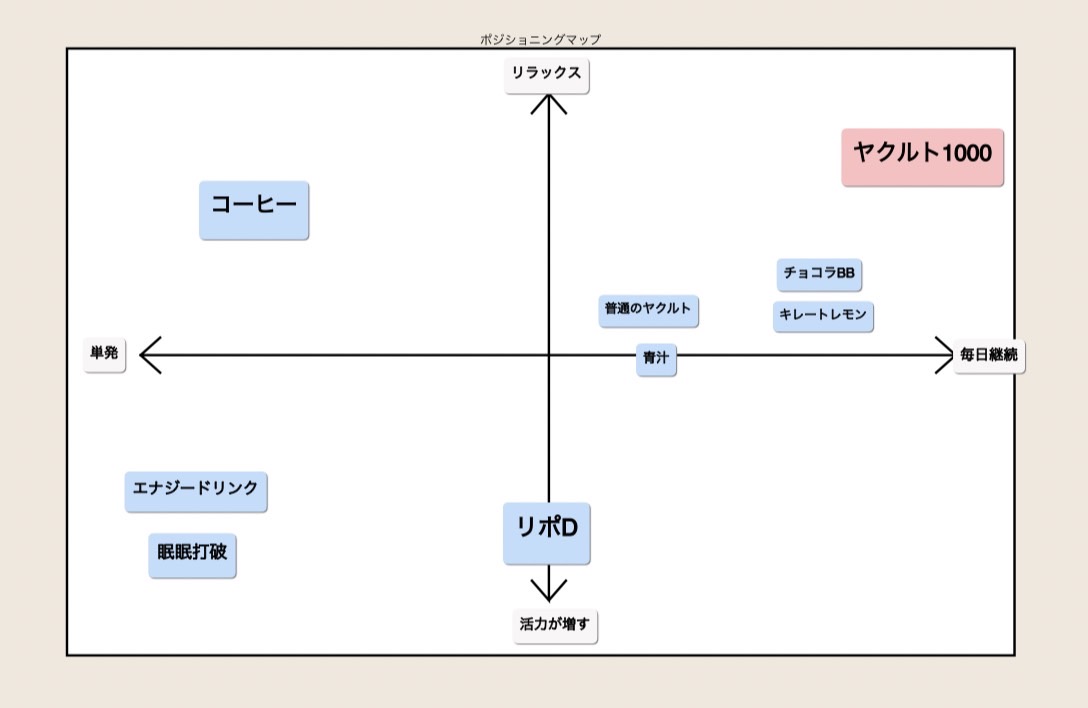 ポジショニングマップ
リラックス
ヤクルト1000
コーヒー
チョコラBB
普通のヤクルト
キレートレモン
単発
青汁
毎日継続
エナジードリンク
リポD
眠眠打破
活力が増す